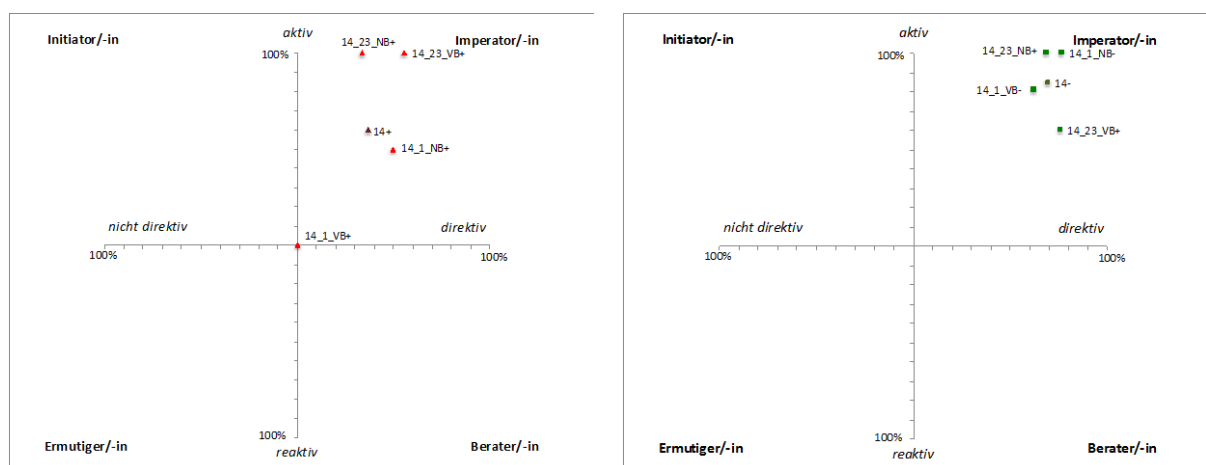 aktiv
Initiator/-in
Imperator/-in
14_23_NB+
100%
14_23_VB+
14+
14_1_NB+
nicht direktiv
direktiv
14_1_VB+
100%
100%
100%
Ermutiger/-in
Berater/-in
reaktiv
aktiv
Initiator/-in
Imperator/-in
14_23_NB+
14_1_NB-
100%
14-
14_1_VB-
14_23_VB+
nicht direktiv
direktiv
100%
100%
100%
Ermutiger/-in
Berater/-in
reaktiv